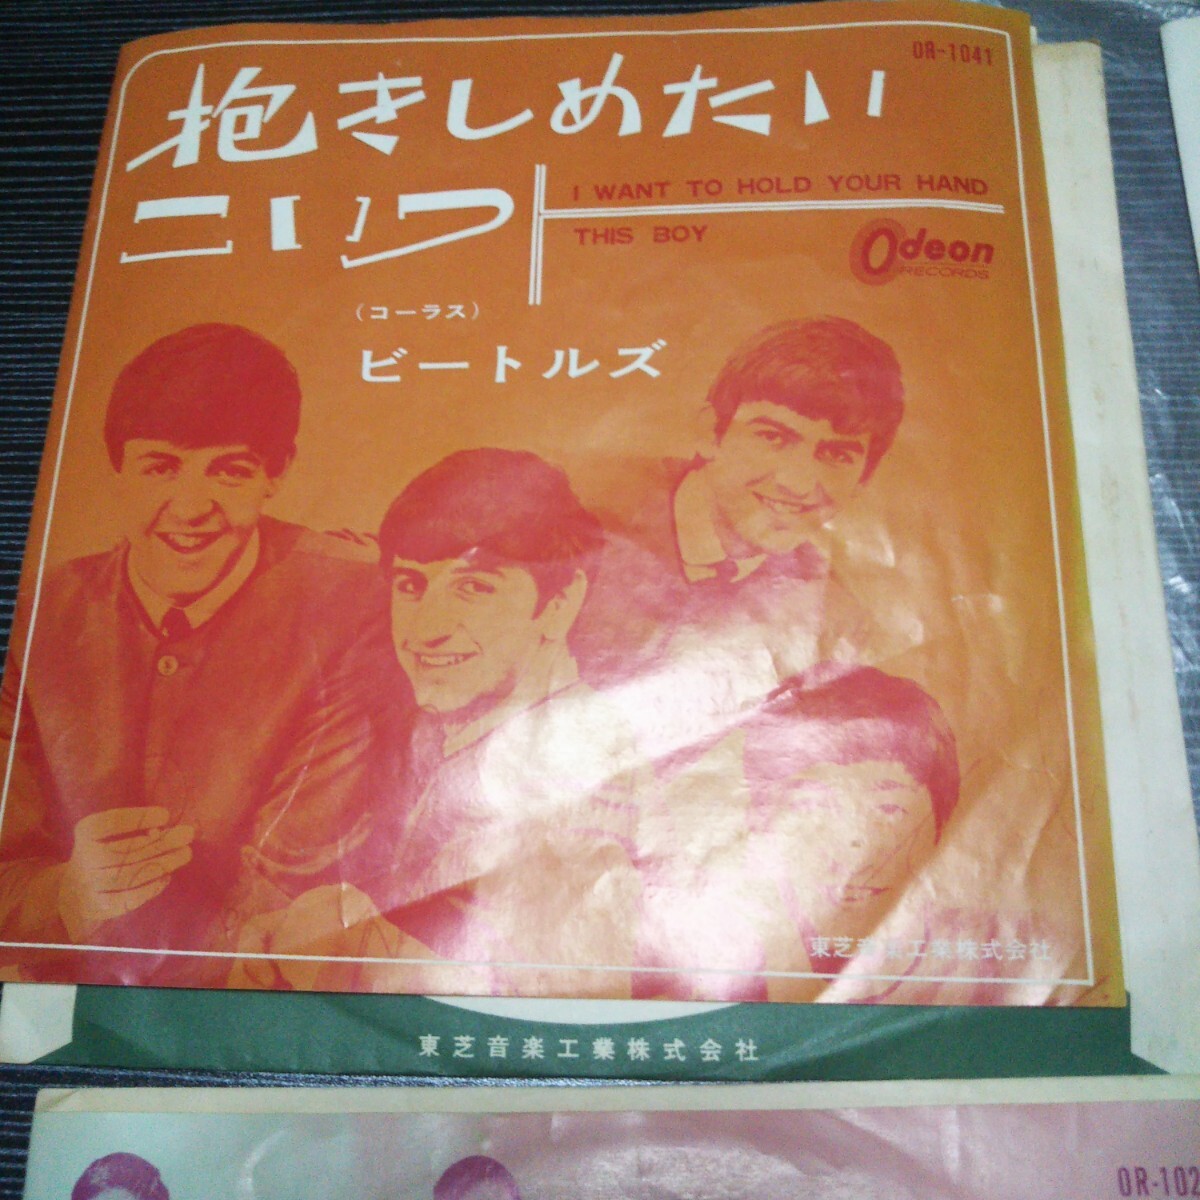 OR-1041
抱きしめたい
こいつ
I WANT TO HOLD YOUR HAND
THIS BOY
Odeon
RECORDS
(コーラス)
ビートルズ
東芝音楽工業株式会社
東芝音楽工業株式会社